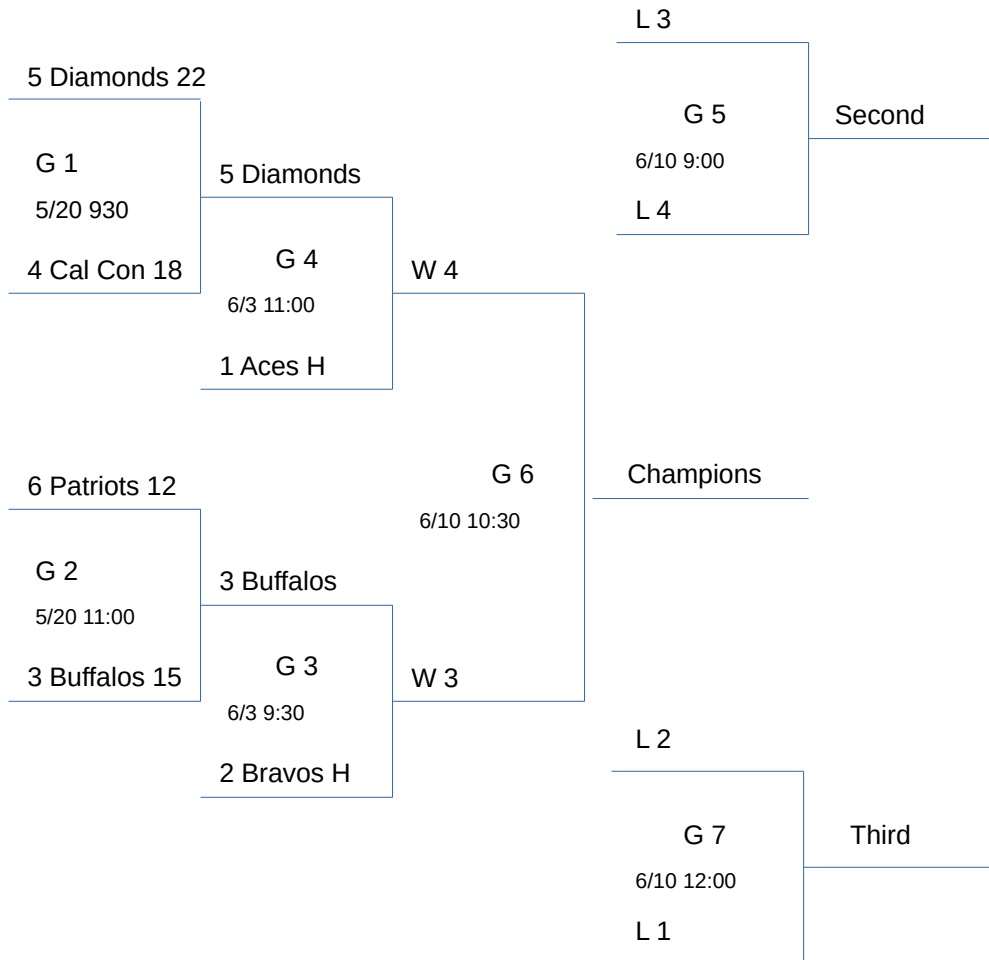 L 3
5 Diamonds 22
G 5
Second
G 1
6/10 9:00
5 Diamonds
5/20 930
L 4
G 4
4 Cal Con 18
W 4
6/3 11:00
1 Aces H
G 6
Champions
6 Patriots 12
6/10 10:30
G 2
3 Buffalos
5/20 11:00
G 3
3 Buffalos 15
W 3
6/3 9:30
L 2
2 Bravos H
G 7
Third
6/10 12:00
L 1